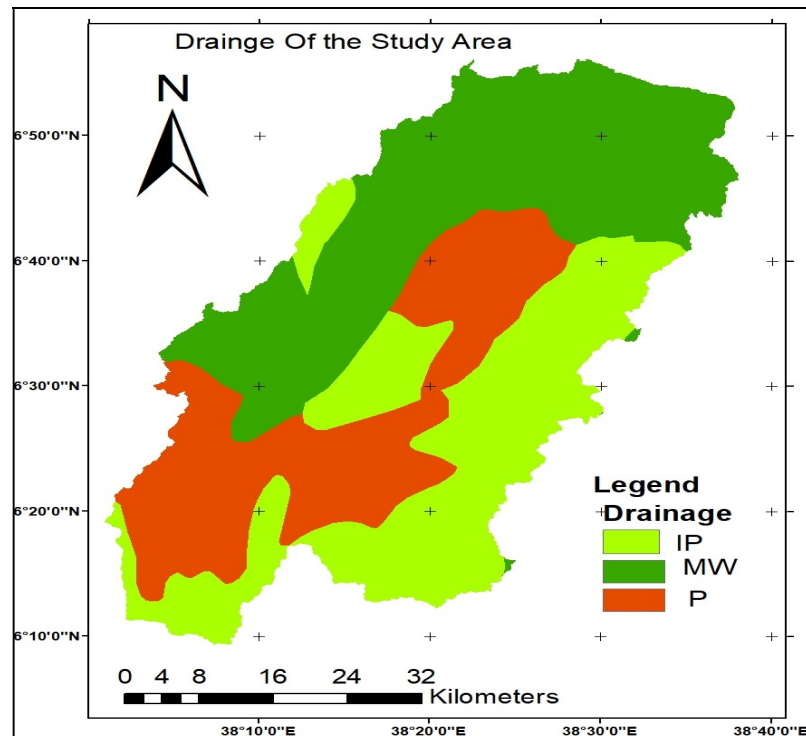 Drainge Of the Study Area
N
6°50'0"N
6°40'0"N
6°30'0"N
6°20'0"N
6°10'0"N
Legend
Drainage
IP
MW
P
0 4 8 16 24 32
Kilometers
38°10'0"E 38°20'0"E 38°30'0"E 38°40'0"E